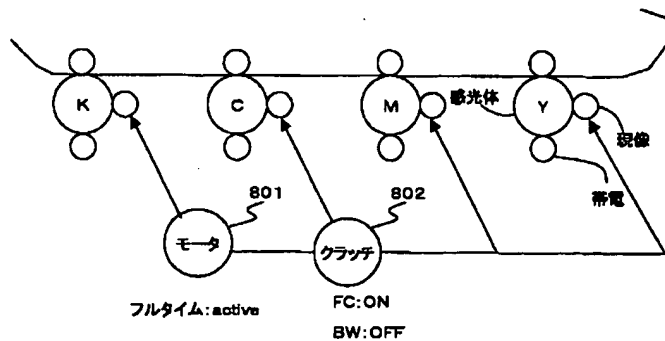 K
C
M
感光体
Y
現像
帯電
801
802
モータ
クラッチ
フルタイム:active
FC:ON
BW:OFF